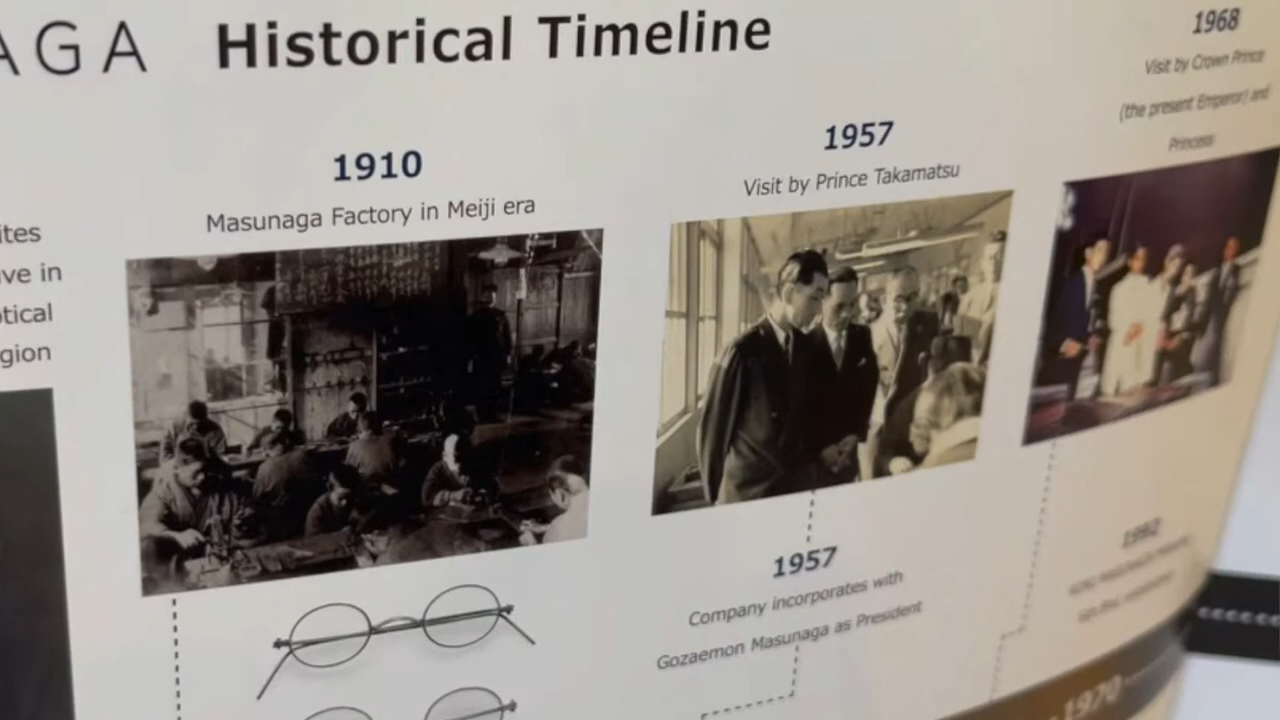 AGA Historical Timeline
ites
ve in
tical
gion
1910
Masunaga Factory in Meiji era
1957
Visit by Prince Takamatsu
1957
Company incorporates with
Gozaemon Masunaga as President
1968
Visit by Crown Prince
(the present Emperor) and
Princess
1970